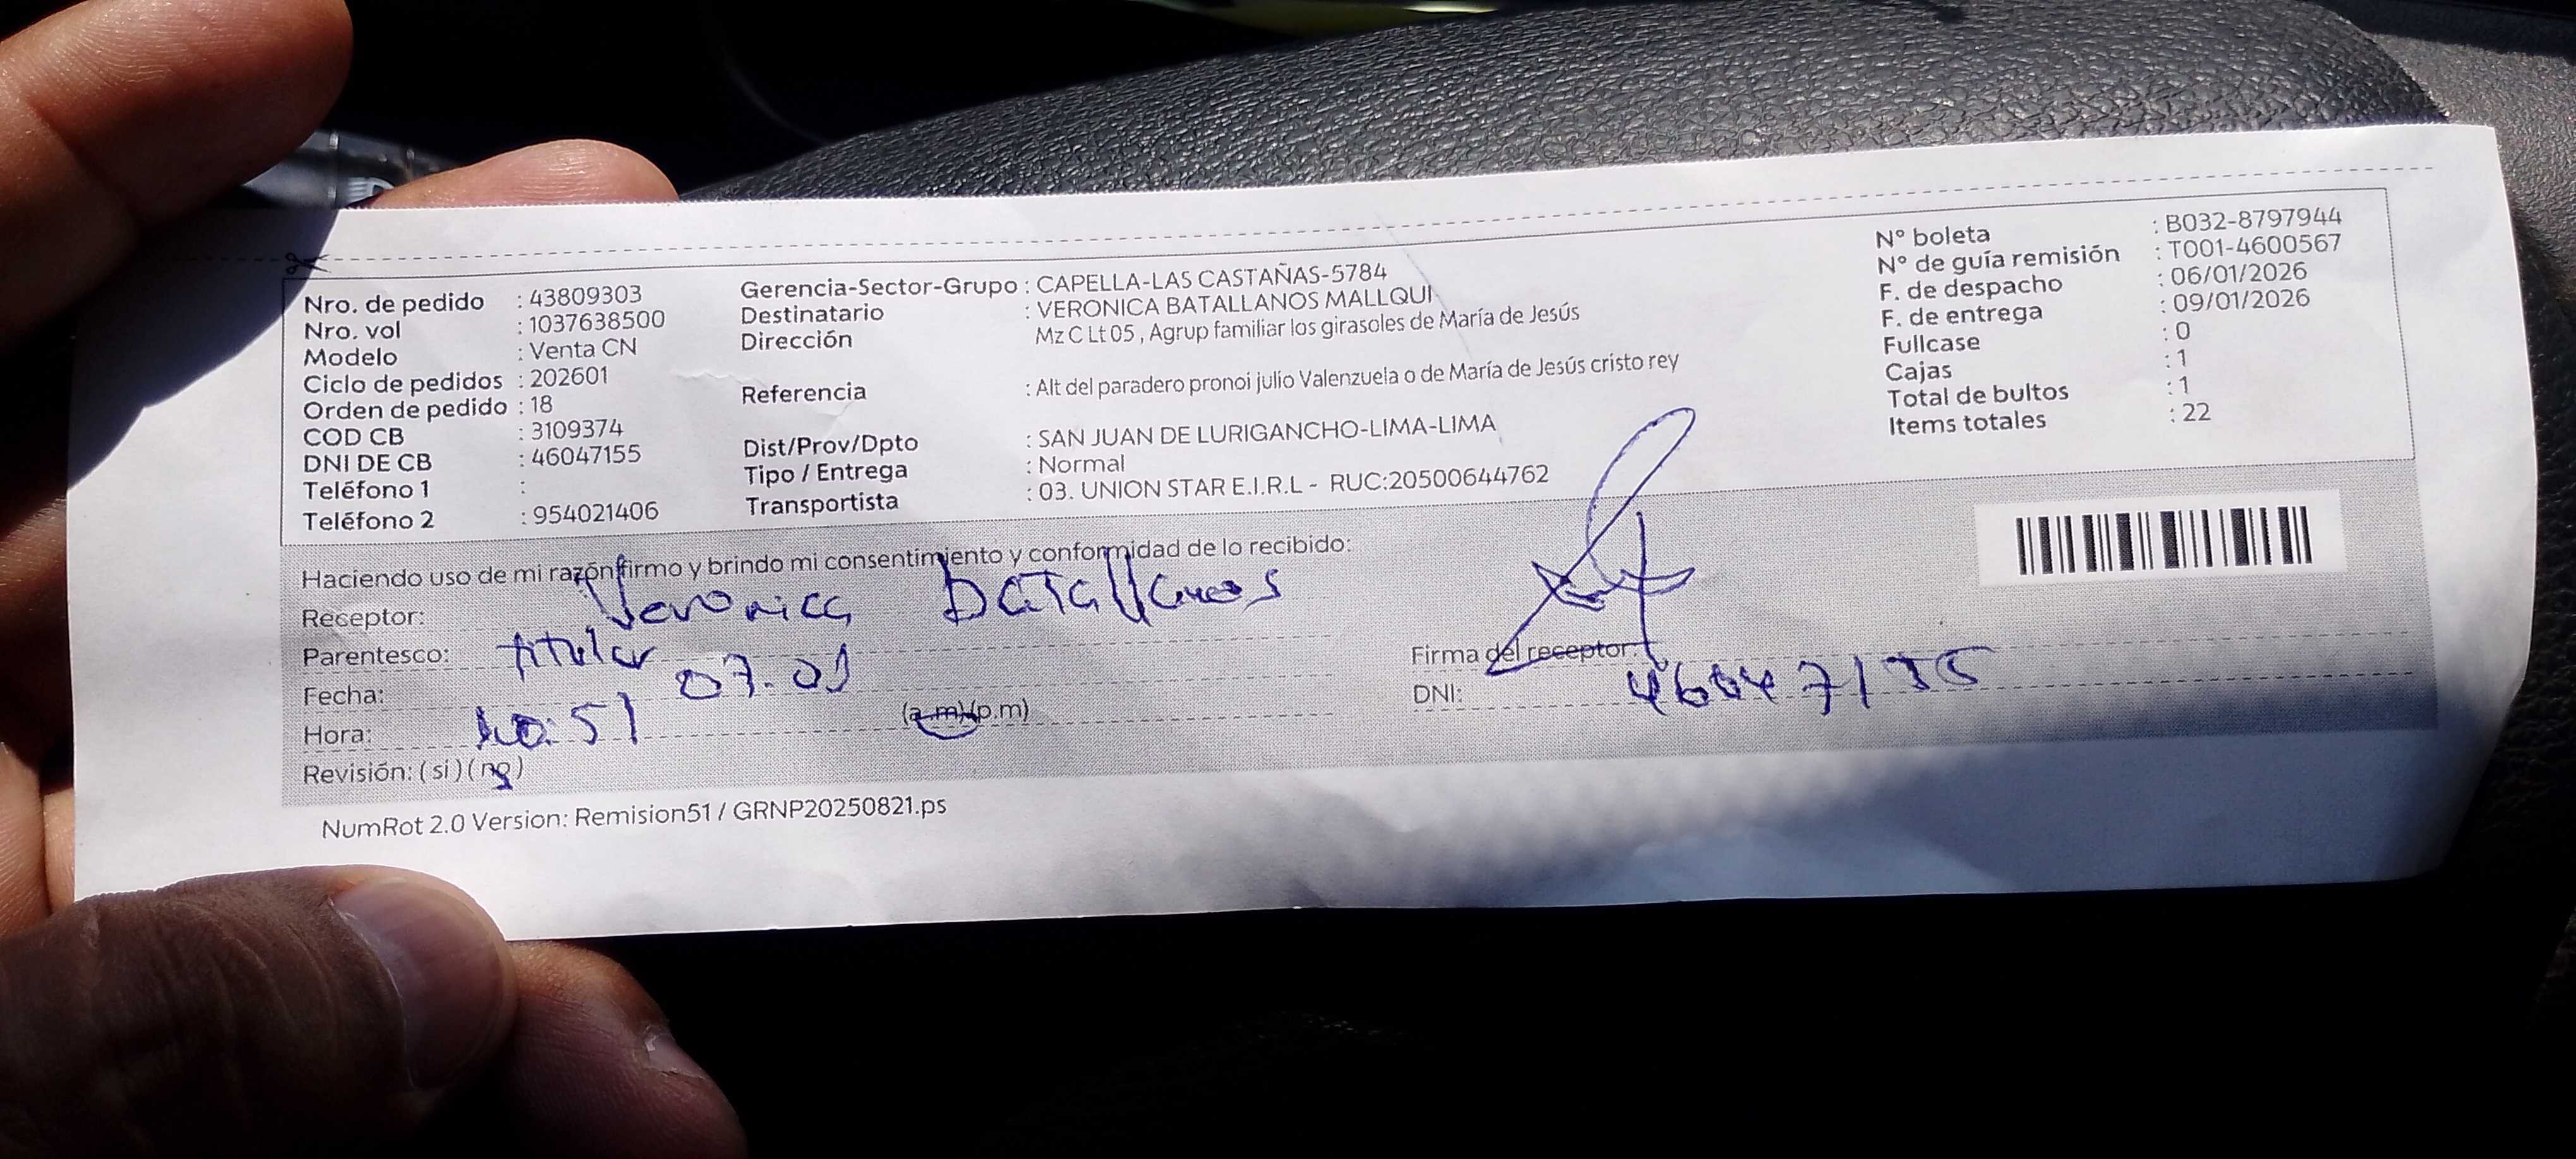 Nro. de pedido : 43809303
Nro. vol : 1037638500
Modelo : Venta CN
Ciclo de pedidos : 202601
Orden de pedido : 18
COD CB : 3109374
DNI DE CB : 46047155
Teléfono 1 :
Teléfono 2 : 954021406
Gerencia-Sector-Grupo : CAPELLA-LAS CASTAÑAS-5784
Destinatario : VERONICA BATALLANOS MALLQUI
Dirección Mz C Lt 05 , Agrup familiar los girasoles de María de Jesús
Referencia : Alt del paradero pronoi julio Valenzuela o de María de Jesús cristo rey
Dist/Prov/Dpto : SAN JUAN DE LURIGANCHO-LIMA-LIMA
Tipo / Entrega : Normal
Transportista : 03. UNION STAR E.I.R.L - RUC:20500644762
N° boleta : B032-8797944
N° de guía remisión : T001-4600567
F. de despacho : 06/01/2026
F. de entrega : 09/01/2026
Fullcase : 0
Cajas : 1
Total de bultos : 1
Items totales : 22
Haciendo uso de mi razón firmo y brindo mi consentimiento y conformidad de lo recibido:
Receptor: Veronica Batallanos
Parentesco: titular
Fecha: 07.01
Hora: 10:51 (a.m)(p.m)
Revisión: (si)(no)
Firma del receptor:
DNI: 46047155
NumRot 2.0 Version: Remision51 / GRNP20250821.ps